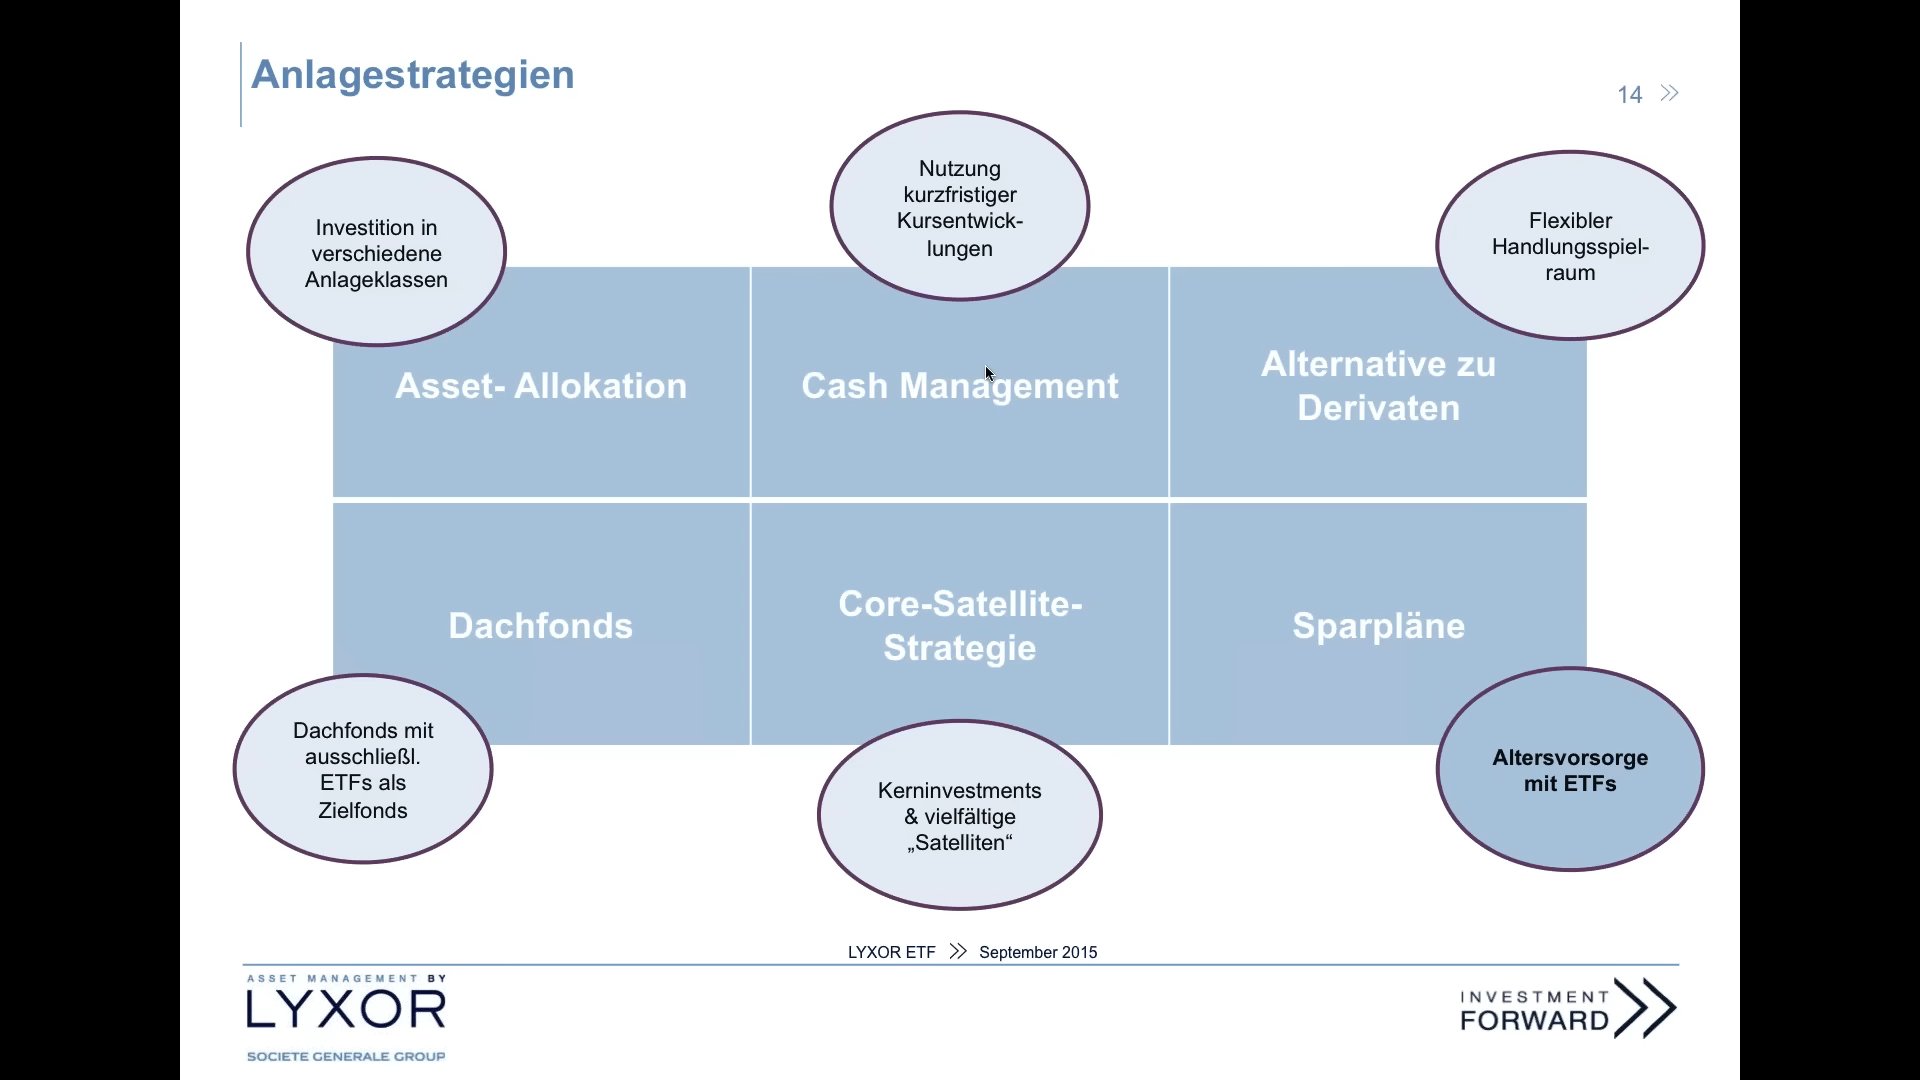 Anlagestrategien
14
Investition in
verschiedene
Anlageklassen
Nutzung
kurzfristiger
Kursentwick-
lungen
Flexibler
Handlungsspiel-
raum
Asset- Allokation
Cash Management
Alternative zu
Derivaten
Dachfonds
Core-Satellite-
Strategie
Sparpläne
Dachfonds mit
ausschließl.
ETFs als
Zielfonds
Kerninvestments
& vielfältige
„Satelliten“
Altersvorsorge
mit ETFs
LYXOR ETF September 2015
ASSET MANAGEMENT BY
LYXOR
SOCIETE GENERALE GROUP
INVESTMENT
FORWARD